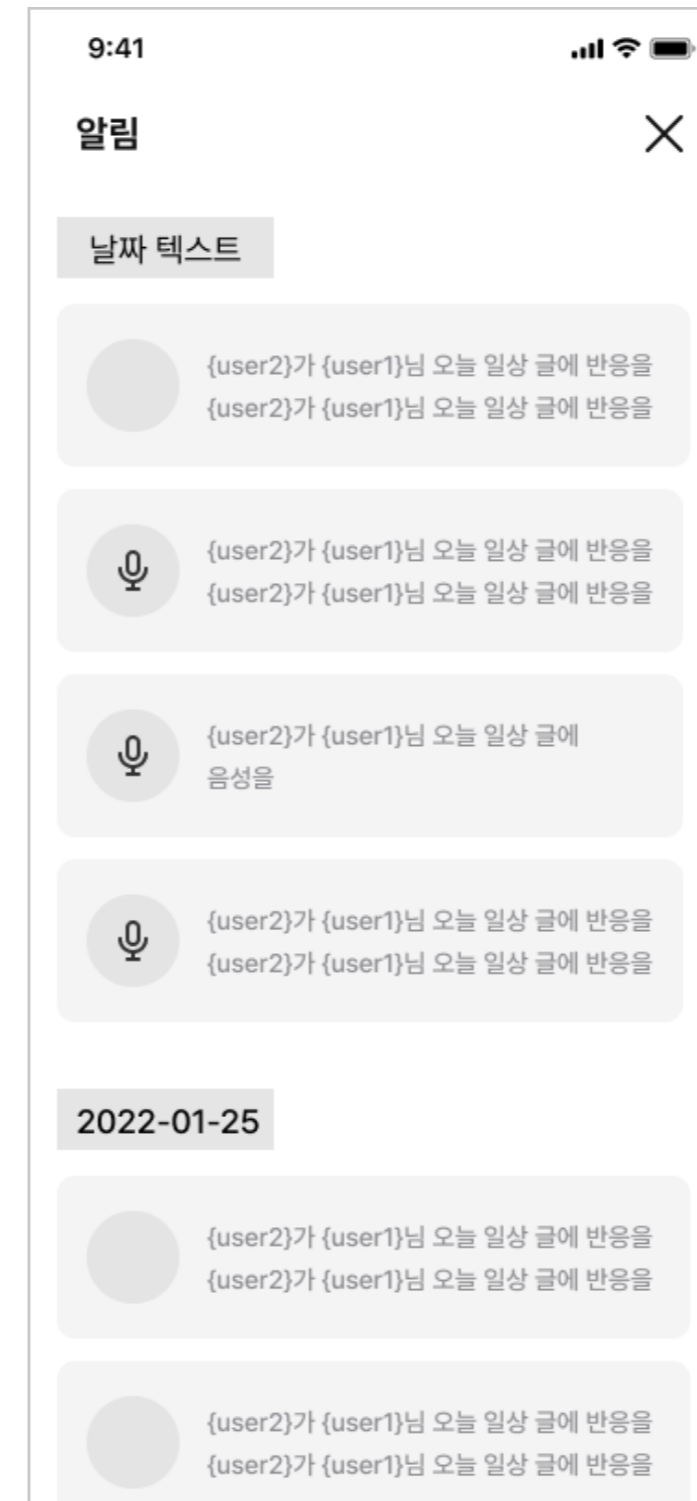 9:41
알림
날짜 텍스트
{user2}가 {user1}님 오늘 일상 글에 반응을
{user2}가 {user1}님 오늘 일상 글에 반응을
{user2}가 {user1}님 오늘 일상 글에 반응을
{user2}가 {user1}님 오늘 일상 글에 반응을
{user2}가 {user1}님 오늘 일상 글에
음성을
{user2}가 {user1}님 오늘 일상 글에 반응을
{user2}가 {user1}님 오늘 일상 글에 반응을
2022-01-25
{user2}가 {user1}님 오늘 일상 글에 반응을
{user2}가 {user1}님 오늘 일상 글에 반응을
{user2}가 {user1}님 오늘 일상 글에 반응을
{user2}가 {user1}님 오늘 일상 글에 반응을